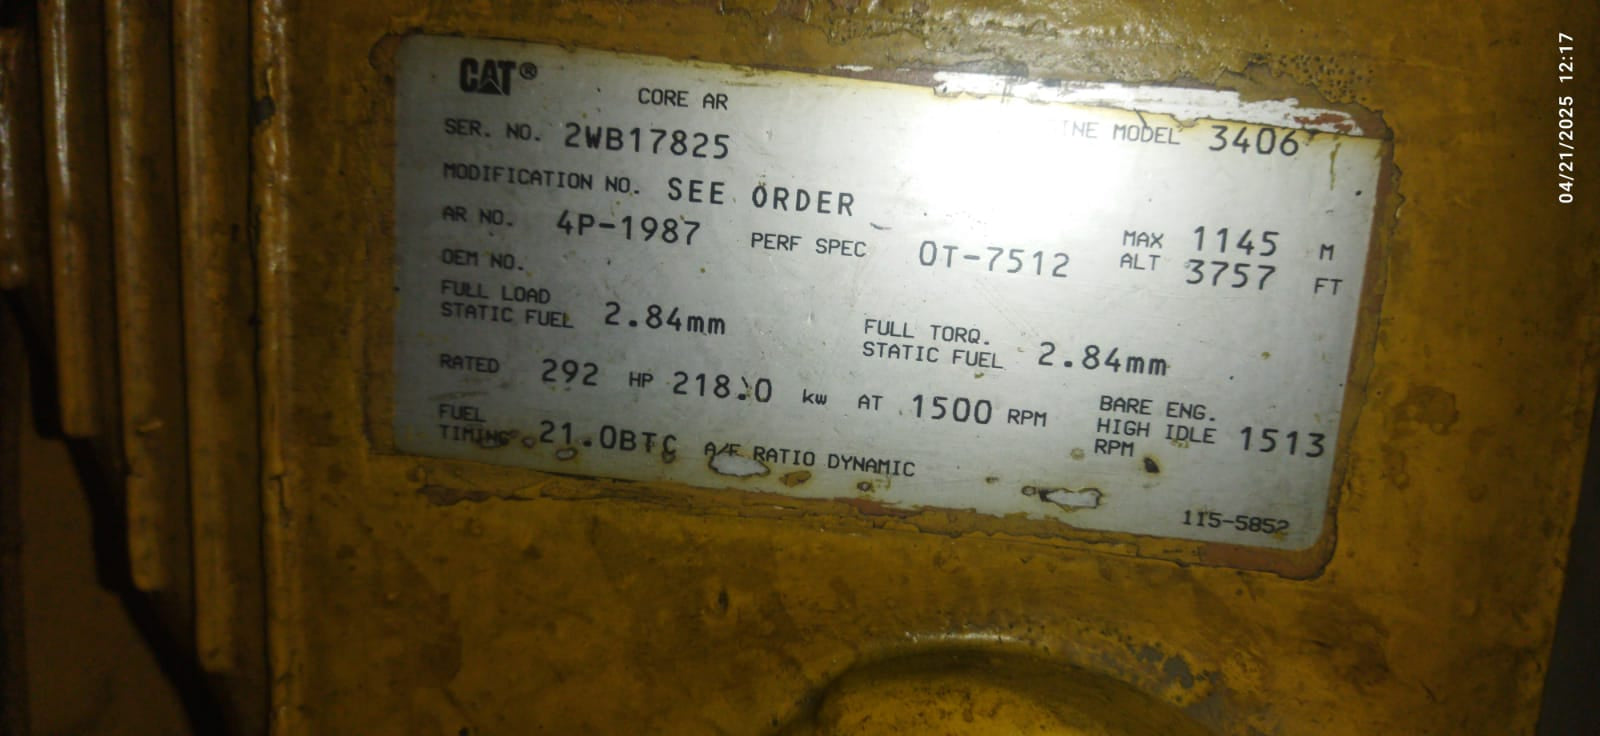 CAT®
CORE AR
SER. NO. 2WB17825
MODEL 3406
MODIFICATION NO. SEE ORDER
AR NO. 4P-1987 PERF SPEC 0T-7512 MAX ALT 1145 M 3757 FT
OEM NO.
FULL LOAD STATIC FUEL 2.84mm FULL TORQ. STATIC FUEL 2.84mm
RATED 292 HP 218.0 kw AT 1500 RPM BARE ENG. HIGH IDLE RPM 1513
FUEL TIMING 21.0BTC A/F RATIO DYNAMIC
115-5852
04/21/2025 12:17